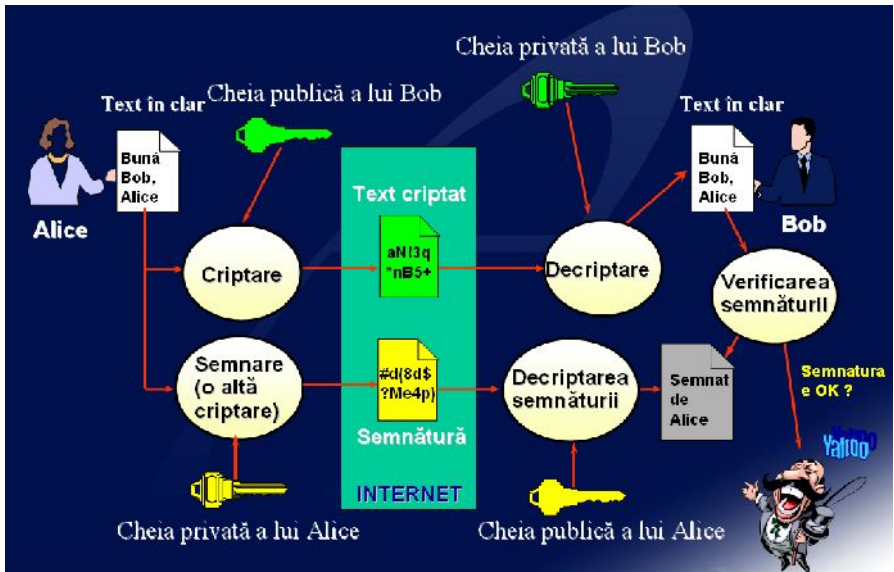 Cheia privată a lui Bob
Cheia publică a lui Bob
Text în clar
Text în clar
Bună
Bob,
Alice
Bună
Bob,
Alice
Alice
Bob
Text criptat
aN!3q
*nB5+
Criptare
Decriptare
Verificarea
semnăturii
Semnare
(o altă
criptare)
#d(8d$
?Me4p)
Decriptarea
semnăturii
Semnat
de
Alice
Semnatura
e OK ?
Semnătură
INTERNET
Cheia privată a lui Alice
Cheia publică a lui Alice